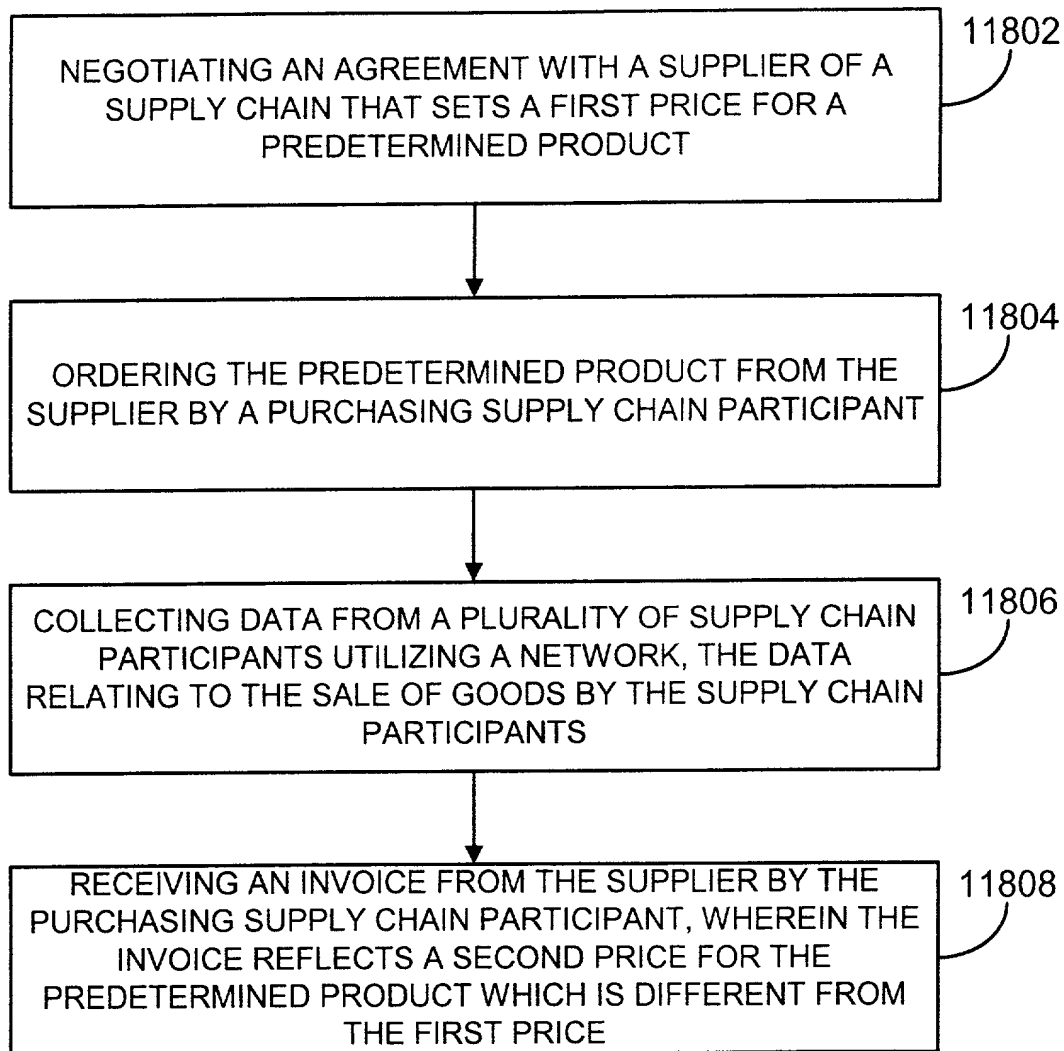 11802
NEGOTIATING AN AGREEMENT WITH A SUPPLIER OF A
SUPPLY CHAIN THAT SETS A FIRST PRICE FOR A
PREDETERMINED PRODUCT
11804
ORDERING THE PREDETERMINED PRODUCT FROM THE
SUPPLIER BY A PURCHASING SUPPLY CHAIN PARTICIPANT
11806
COLLECTING DATA FROM A PLURALITY OF SUPPLY CHAIN
PARTICIPANTS UTILIZING A NETWORK, THE DATA
RELATING TO THE SALE OF GOODS BY THE SUPPLY CHAIN
PARTICIPANTS
11808
RECEIVING AN INVOICE FROM THE SUPPLIER BY THE
PURCHASING SUPPLY CHAIN PARTICIPANT, WHEREIN THE
INVOICE REFLECTS A SECOND PRICE FOR THE
PREDETERMINED PRODUCT WHICH IS DIFFERENT FROM
THE FIRST PRICE